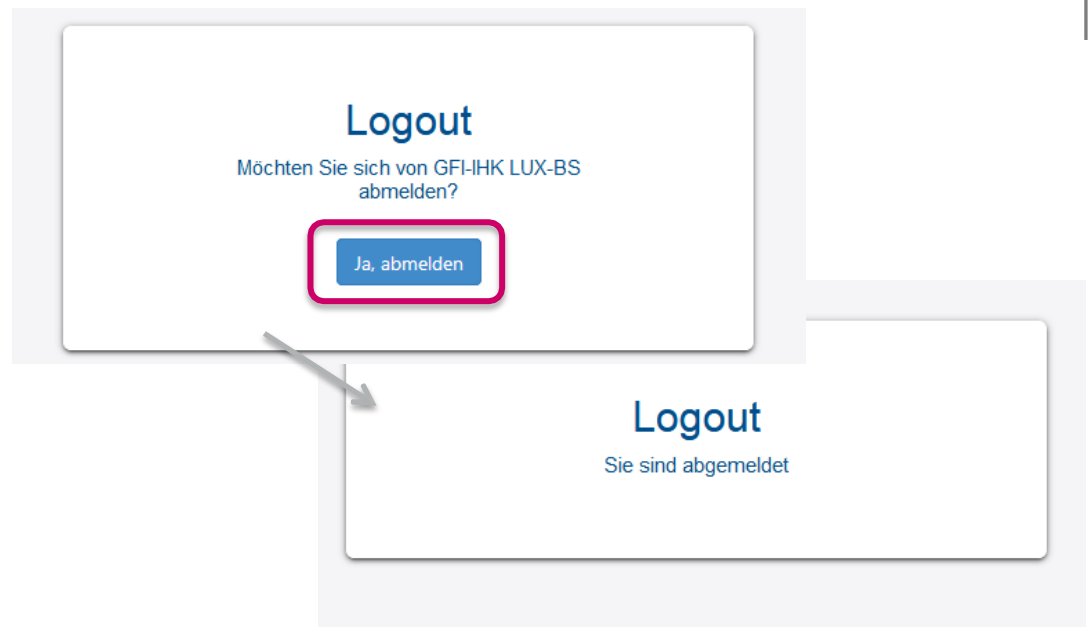 Logout
Möchten Sie sich von GFI-IHK LUX-BS
abmelden?
Ja, abmelden
Logout
Sie sind abgemeldet